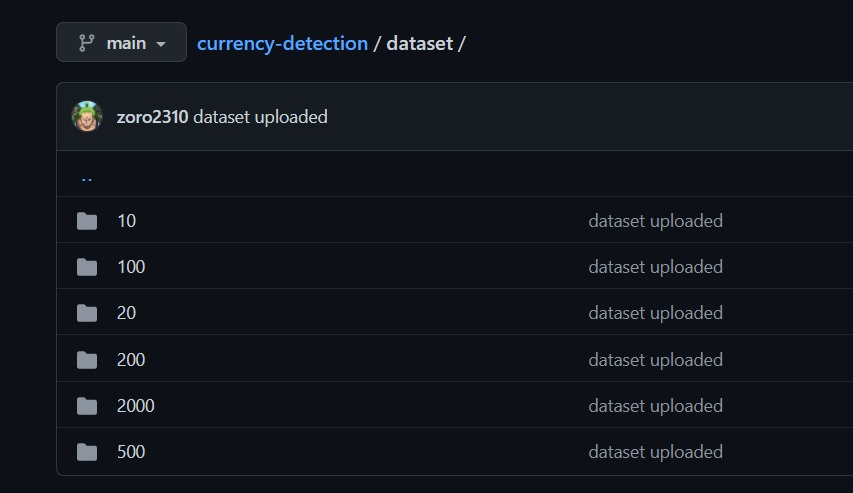 main currency-detection / dataset /
zoro2310 dataset uploaded
..
10 dataset uploaded
100 dataset uploaded
20 dataset uploaded
200 dataset uploaded
2000 dataset uploaded
500 dataset uploaded